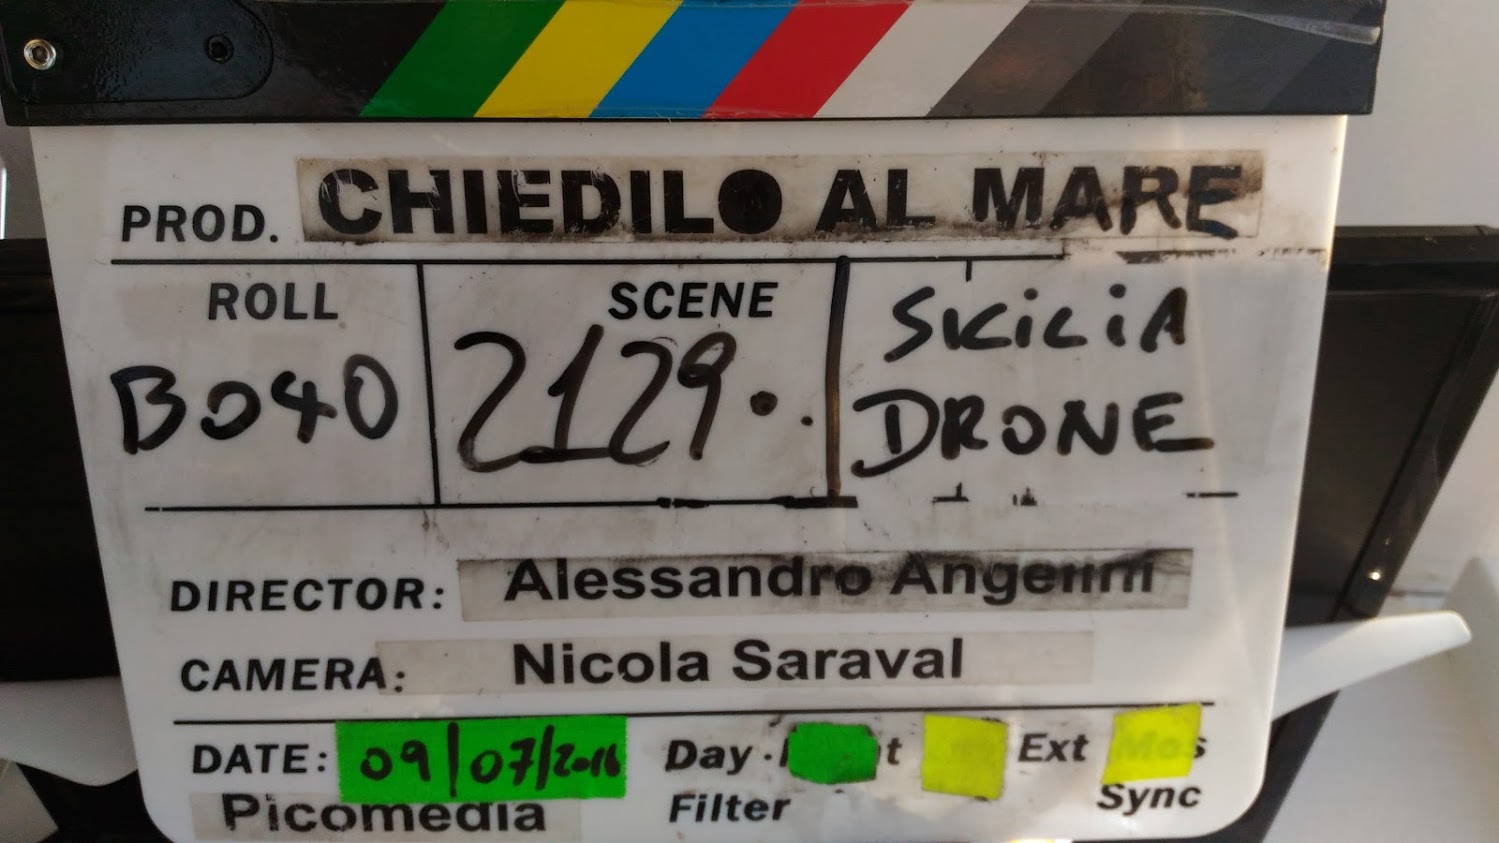 PROD. CHIEDILO AL MARE
ROLL SCENE
B040 2129.. SICILIA
DRONE
DIRECTOR: Alessandro Angelini
CAMERA: Nicola Saraval
DATE: 09/07/2016 Day Ext Mos
Picomedia Filter Sync